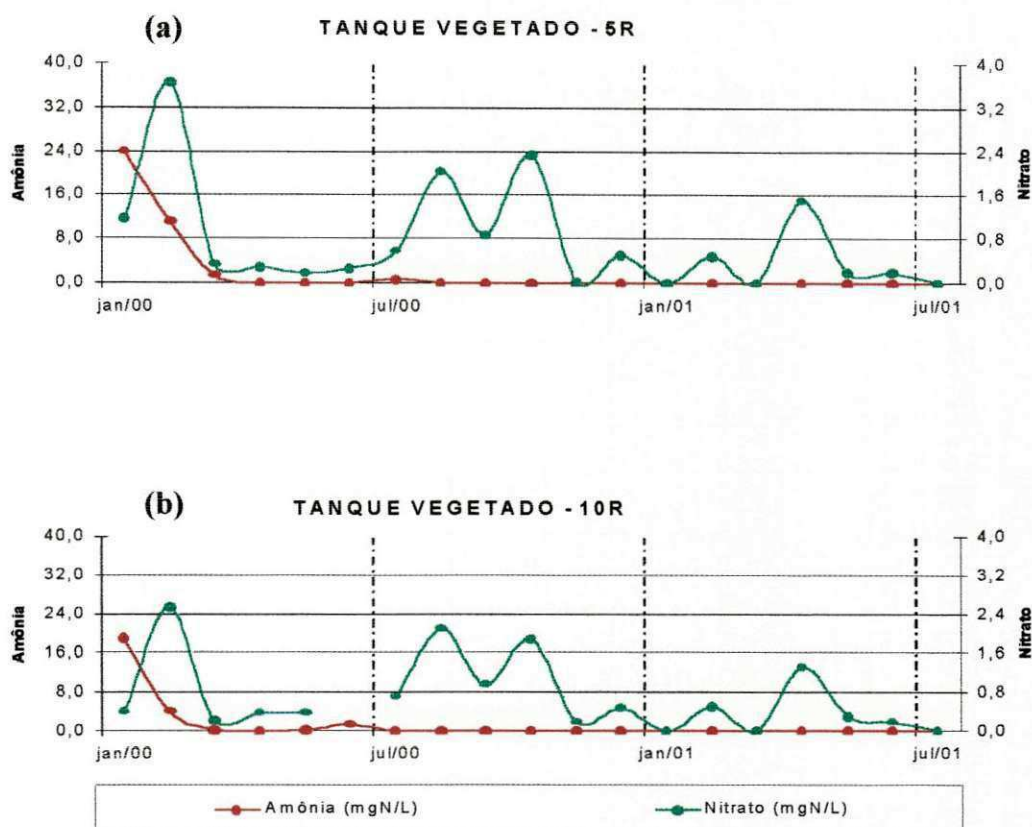 (a) TANQUE VEGETADO - 5R
40,0 4,0
32,0 3,2
24,0 2,4
16,0 1,6
8,0 0,8
0,0 0,0
Amônia
Nitrato
jan/00 jul/00 jan/01 jul/01
(b) TANQUE VEGETADO - 10R
40,0 4,0
32,0 3,2
24,0 2,4
16,0 1,6
8,0 0,8
0,0 0,0
Amônia
Nitrato
jan/00 jul/00 jan/01 jul/01
Amônia (mgN/L) Nitrato (mgN/L)